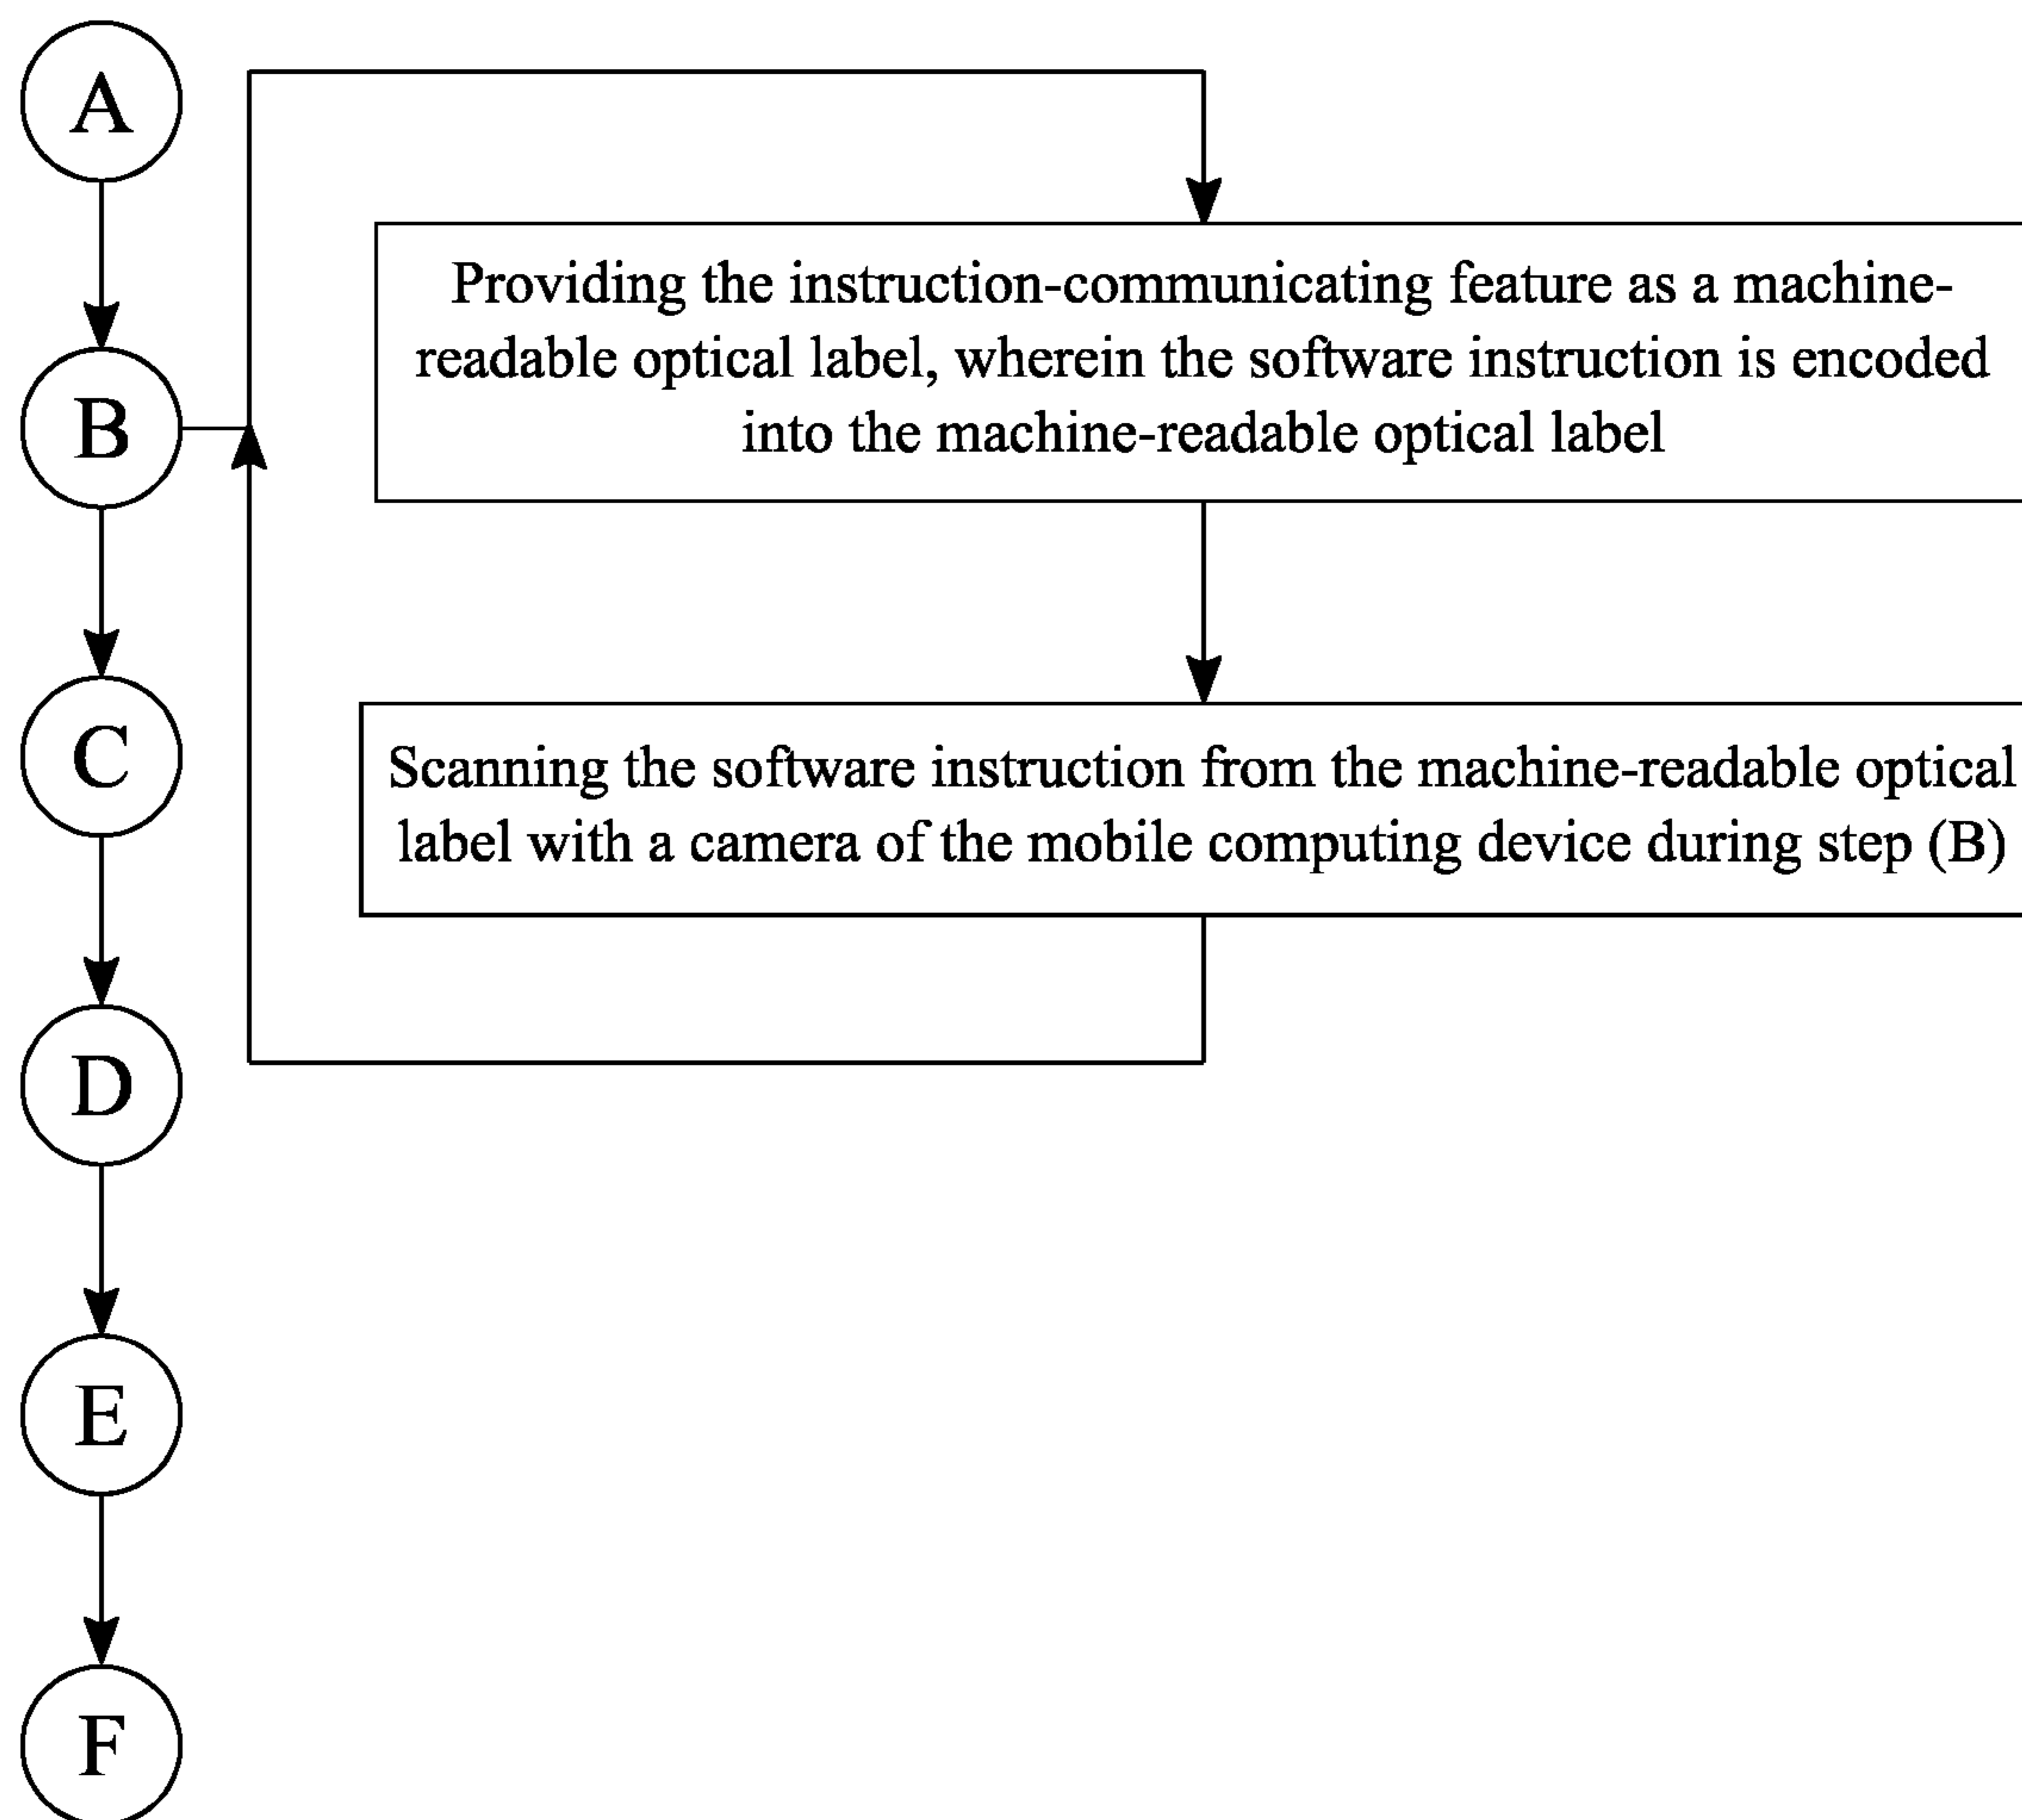 A
B
C
D
E
F
Providing the instruction-communicating feature as a machine-
readable optical label, wherein the software instruction is encoded
into the machine-readable optical label
Scanning the software instruction from the machine-readable optical
label with a camera of the mobile computing device during step (B)